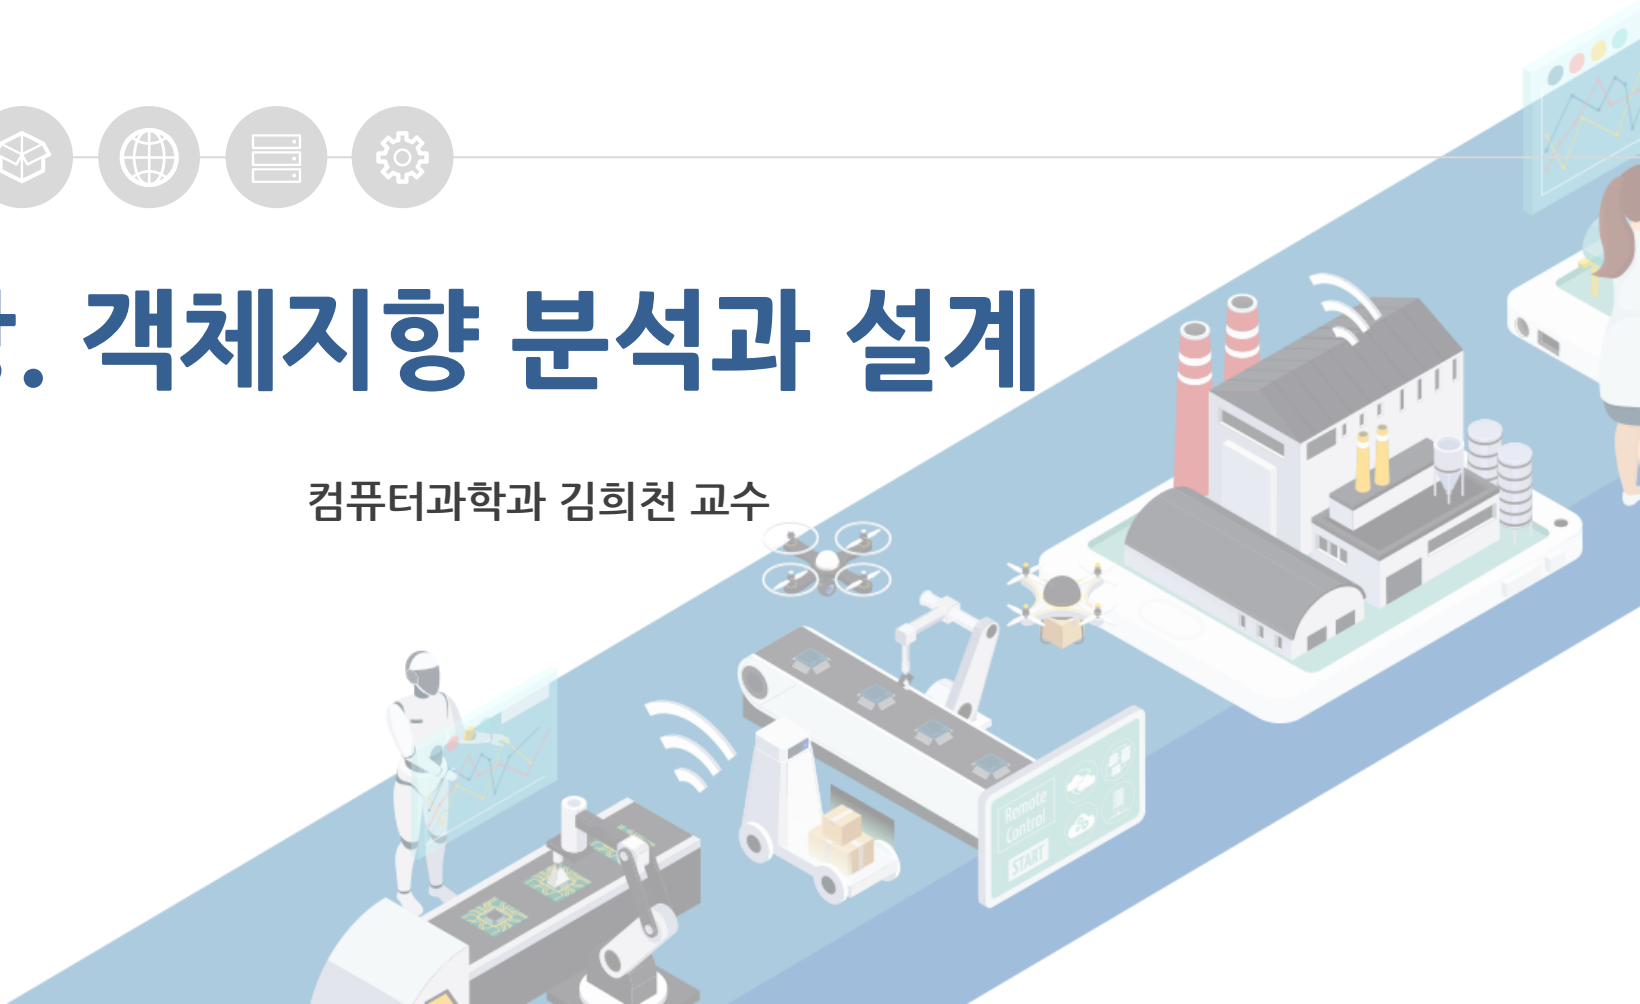 . 객체지향 분석과 설계
컴퓨터과학과 김희천 교수
Remote
Control
START